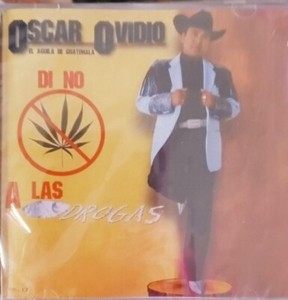 OSCAR OVIDIO
EL AGUILA DE GUATEMALA
DI NO
A LAS
DROGAS